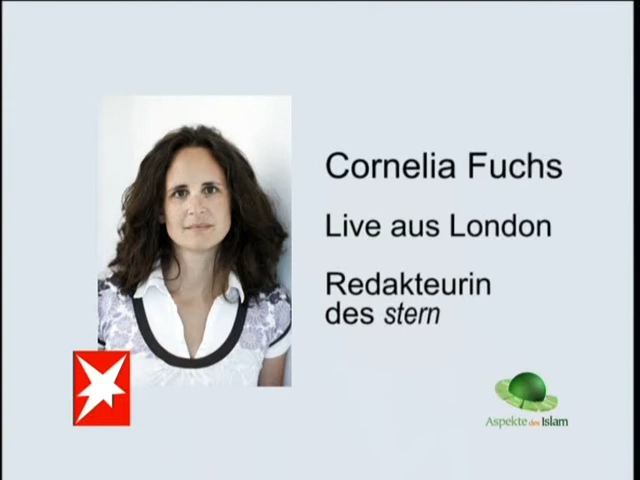 Cornelia Fuchs
Live aus London
Redakteurin
des stern
Aspekte des Islam